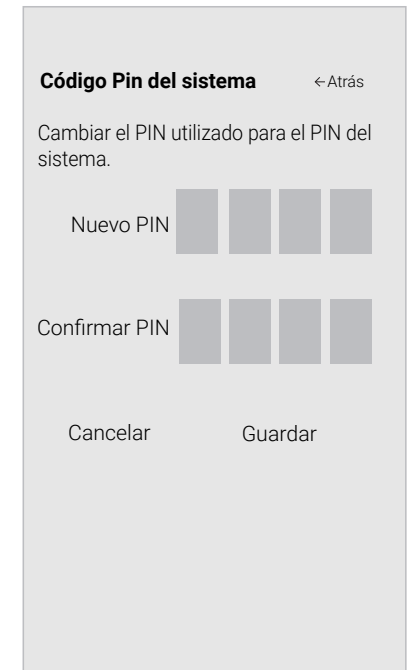 Código Pin del sistema ←Atrás
Cambiar el PIN utilizado para el PIN del
sistema.
Nuevo PIN
Confirmar PIN
Cancelar Guardar